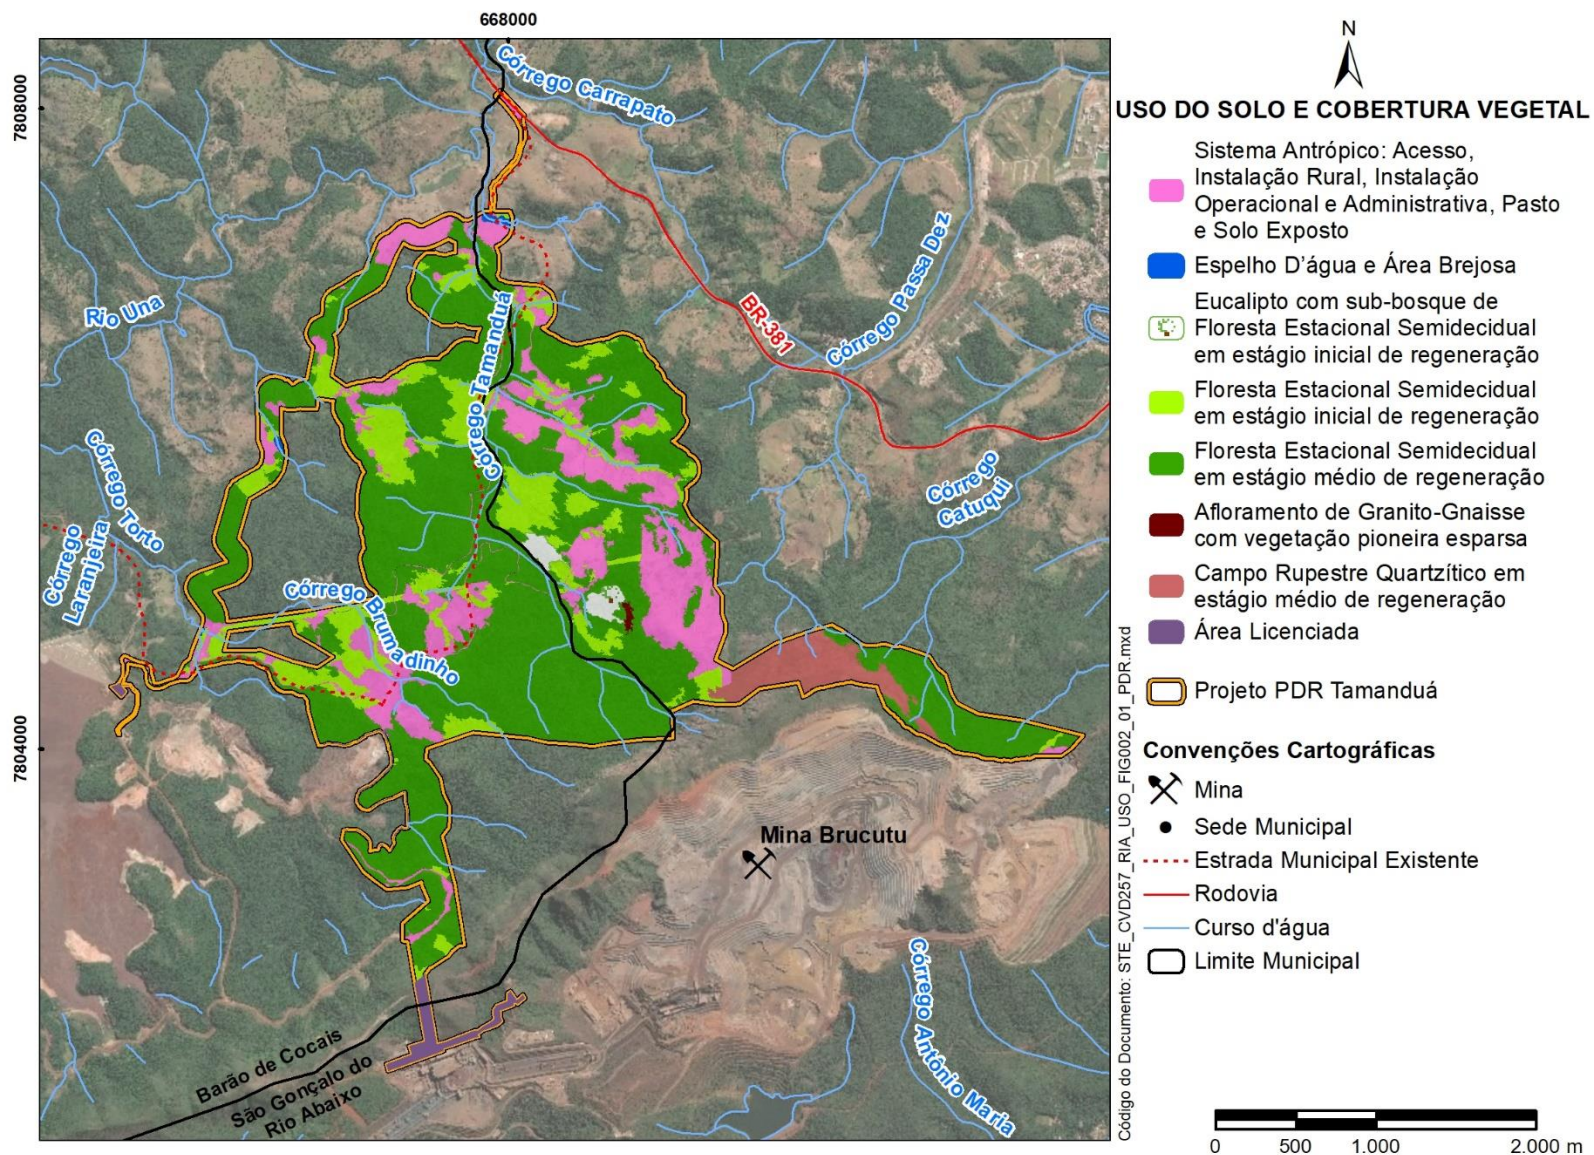 668000
7808000
7804000
Córrego Carrapato
Rio Una
Córrego Tamanduá
BR-381
Córrego Passa Dez
Córrego
Catuqui
Córrego Torto
Córrego
Laranjeira
Córrego Brumadinho
Mina Brucutu
Córrego Antônio Maria
Barão de Cocais
São Gonçalo do
Rio Abaixo
Código do Documento: STE_CVD257_RIA_USO_FIG002_01_PDR.mxd
N
USO DO SOLO E COBERTURA VEGETAL
Sistema Antrópico: Acesso,
Instalação Rural, Instalação
Operacional e Administrativa, Pasto
e Solo Exposto
Espelho D'água e Área Brejosa
Eucalipto com sub-bosque de
Floresta Estacional Semidecidual
em estágio inicial de regeneração
Floresta Estacional Semidecidual
em estágio inicial de regeneração
Floresta Estacional Semidecidual
em estágio médio de regeneração
Afloramento de Granito-Gnaisse
com vegetação pioneira esparsa
Campo Rupestre Quartzítico em
estágio médio de regeneração
Área Licenciada
Projeto PDR Tamanduá
Convenções Cartográficas
Mina
Sede Municipal
Estrada Municipal Existente
Rodovia
Curso d'água
Limite Municipal
0 500 1.000 2.000 m